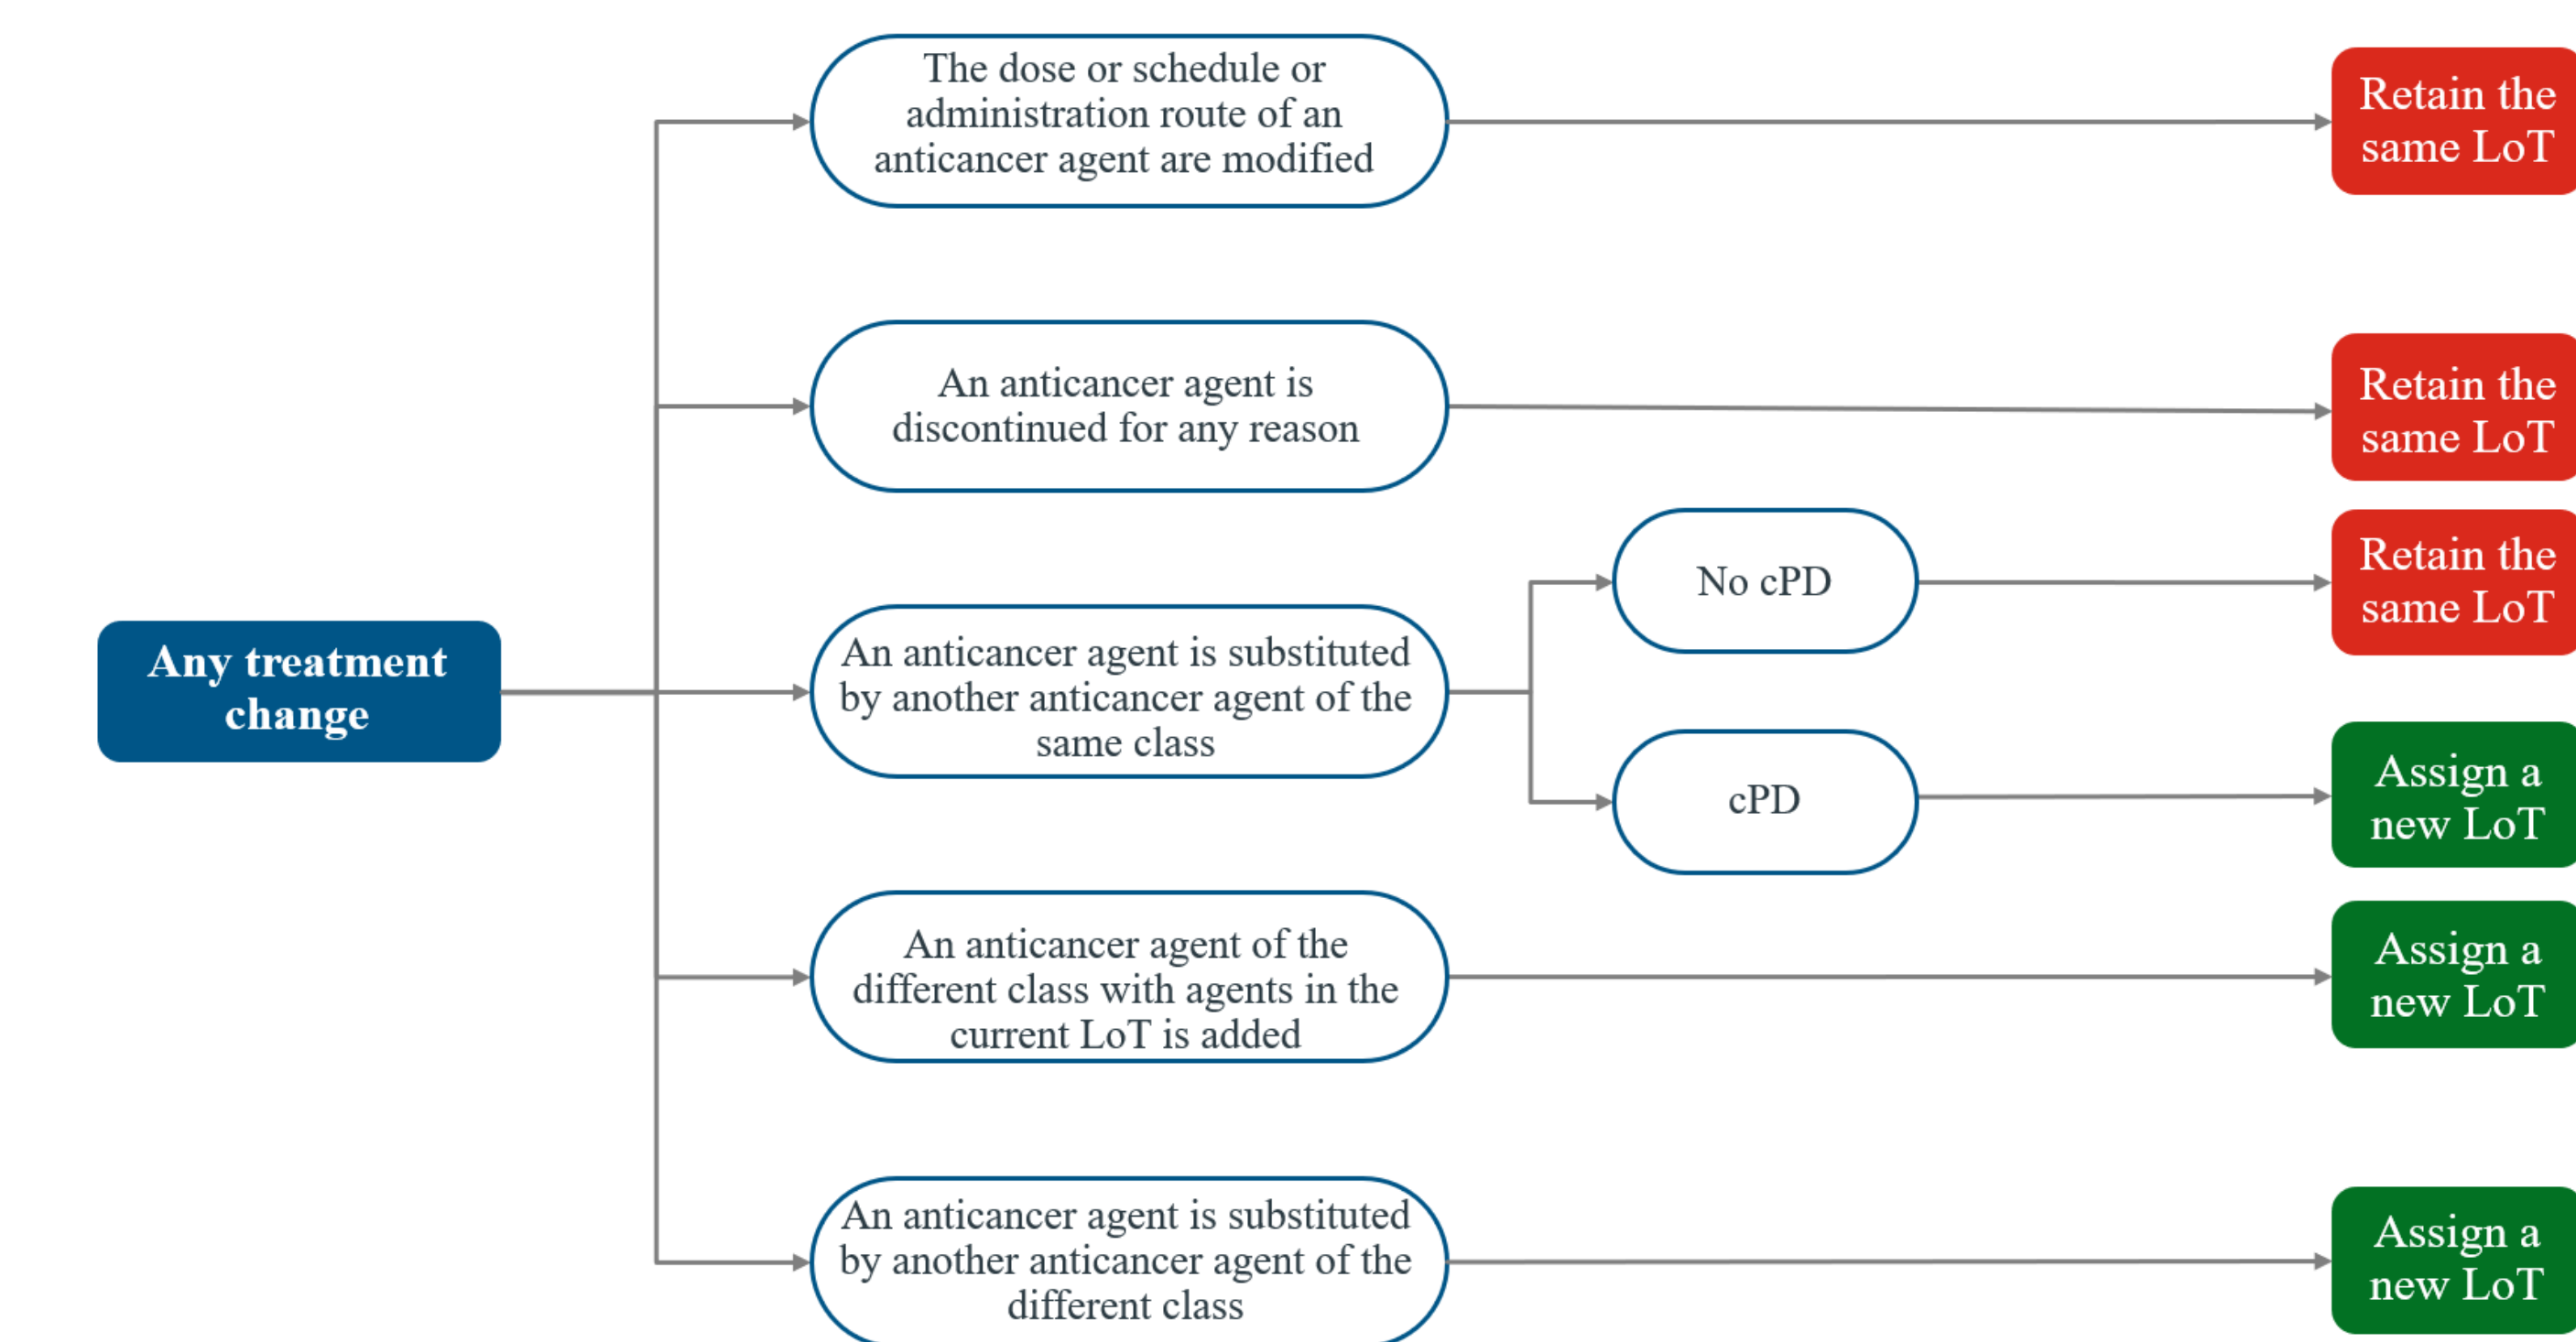 The dose or schedule or
administration route of an
anticancer agent are modified
Retain the
same LoT
An anticancer agent is
discontinued for any reason
Retain the
same LoT
Any treatment
change
An anticancer agent is substituted
by another anticancer agent of the
same class
No cPD
Retain the
same LoT
cPD
Assign a
new LoT
An anticancer agent of the
different class with agents in the
current LoT is added
Assign a
new LoT
An anticancer agent is substituted
by another anticancer agent of the
different class
Assign a
new LoT